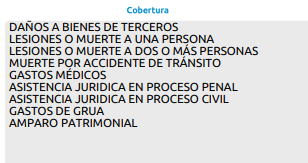 Cobertura
DAÑOS A BIENES DE TERCEROS
LESIONES O MUERTE A UNA PERSONA
LESIONES O MUERTE A DOS O MÁS PERSONAS
MUERTE POR ACCIDENTE DE TRÁNSITO
GASTOS MÉDICOS
ASISTENCIA JURIDICA EN PROCESO PENAL
ASISTENCIA JURIDICA EN PROCESO CIVIL
GASTOS DE GRUA
AMPARO PATRIMONIAL